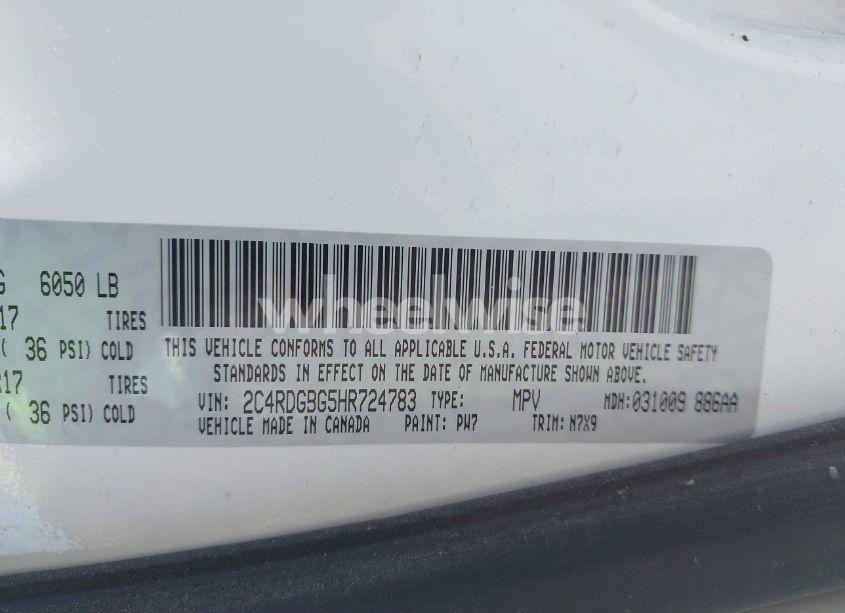 G 6050 LB
17 TIRES
( 36 PSI) COLD
R17 TIRES
( 36 PSI) COLD
wheelwise
THIS VEHICLE CONFORMS TO ALL APPLICABLE U.S.A. FEDERAL MOTOR VEHICLE SAFETY
STANDARDS IN EFFECT ON THE DATE OF MANUFACTURE SHOWN ABOVE.
VIN: 2C4RDGBG5HR724783 TYPE: MPV MDH:031009 886AA
VEHICLE MADE IN CANADA PAINT: PW7 TRIM: N7X9